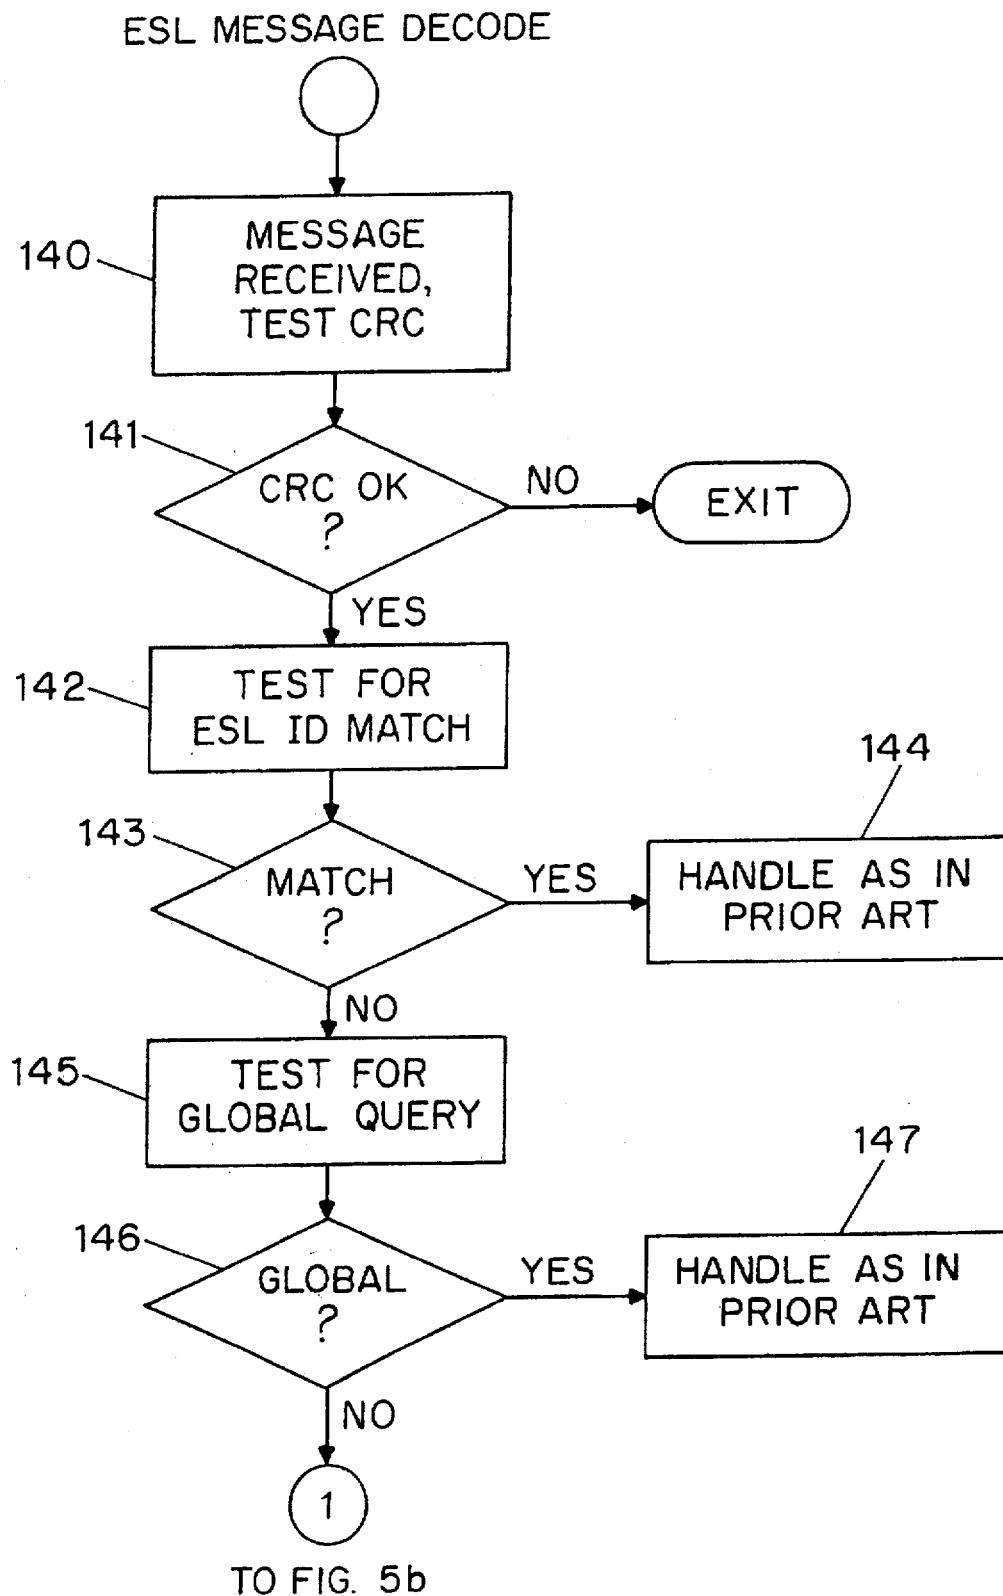 ESL MESSAGE DECODE
140
MESSAGE
RECEIVED,
TEST CRC
141
CRC OK
?
NO
EXIT
YES
142
TEST FOR
ESL ID MATCH
143
MATCH
?
YES
144
HANDLE AS IN
PRIOR ART
NO
145
TEST FOR
GLOBAL QUERY
146
GLOBAL
?
YES
147
HANDLE AS IN
PRIOR ART
NO
1
TO FIG. 5b